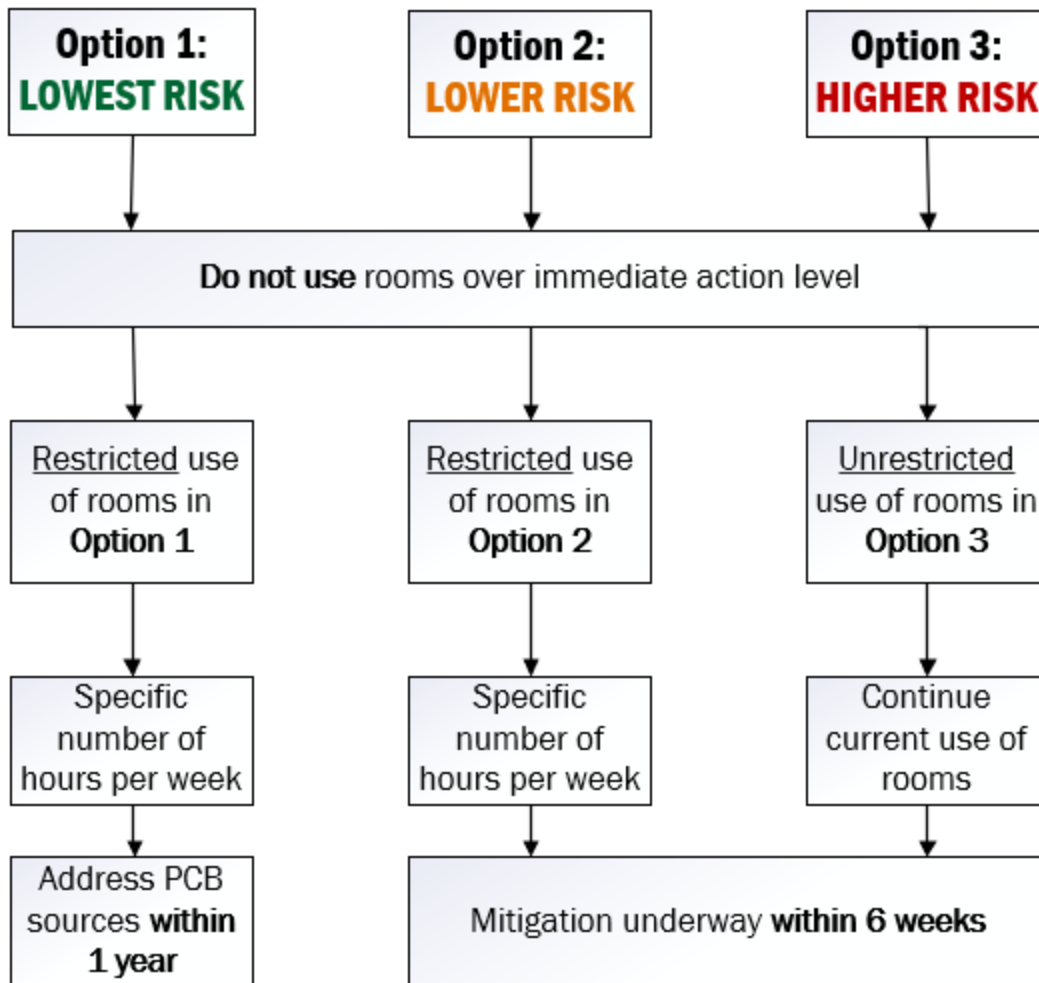 Option 1:
LOWEST RISK
Option 2:
LOWER RISK
Option 3:
HIGHER RISK
Do not use rooms over immediate action level
Restricted use
of rooms in
Option 1
Restricted use
of rooms in
Option 2
Unrestricted
use of rooms in
Option 3
Specific
number of
hours per week
Specific
number of
hours per week
Continue
current use of
rooms
Address PCB
sources within
1 year
Mitigation underway within 6 weeks